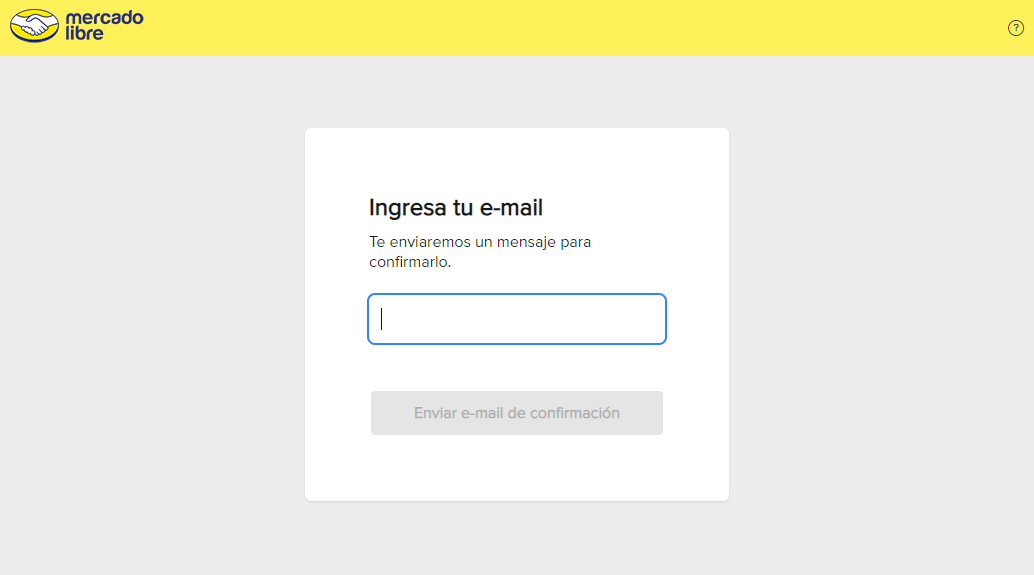 mercado
libre
?
Ingresa tu e-mail
Te enviaremos un mensaje para
confirmarlo.
Enviar e-mail de confirmación